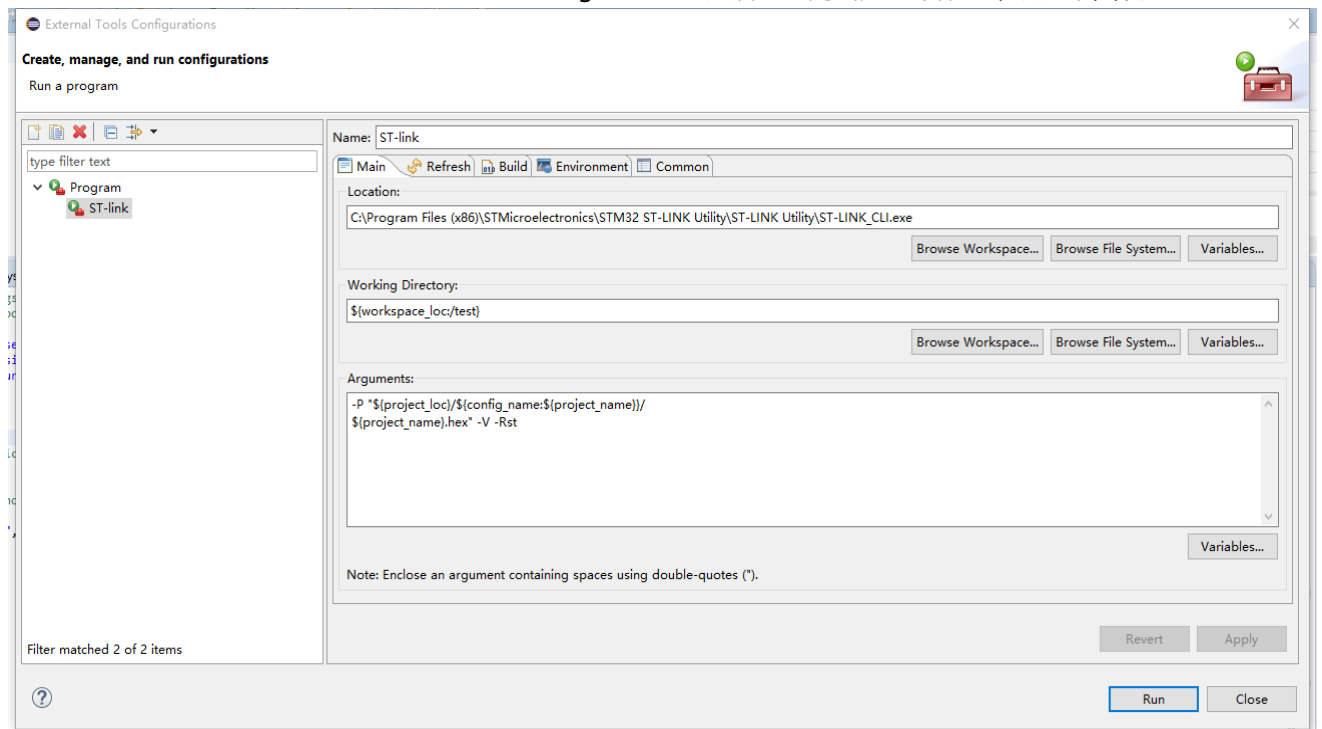 External Tools Configurations
Create, manage, and run configurations
Run a program
type filter text
Program
ST-link
Filter matched 2 of 2 items
Name: ST-link
Main Refresh Build Environment Common
Location:
C:\Program Files (x86)\STMicroelectronics\STM32 ST-LINK Utility\ST-LINK Utility\ST-LINK_CLI.exe
Browse Workspace... Browse File System... Variables...
Working Directory:
${workspace_loc:/test}
Browse Workspace... Browse File System... Variables...
Arguments:
-P "${project_loc}/${config_name:${project_name}}/
${project_name}.hex" -V -Rst
Variables...
Note: Enclose an argument containing spaces using double-quotes (").
Revert Apply
Run Close